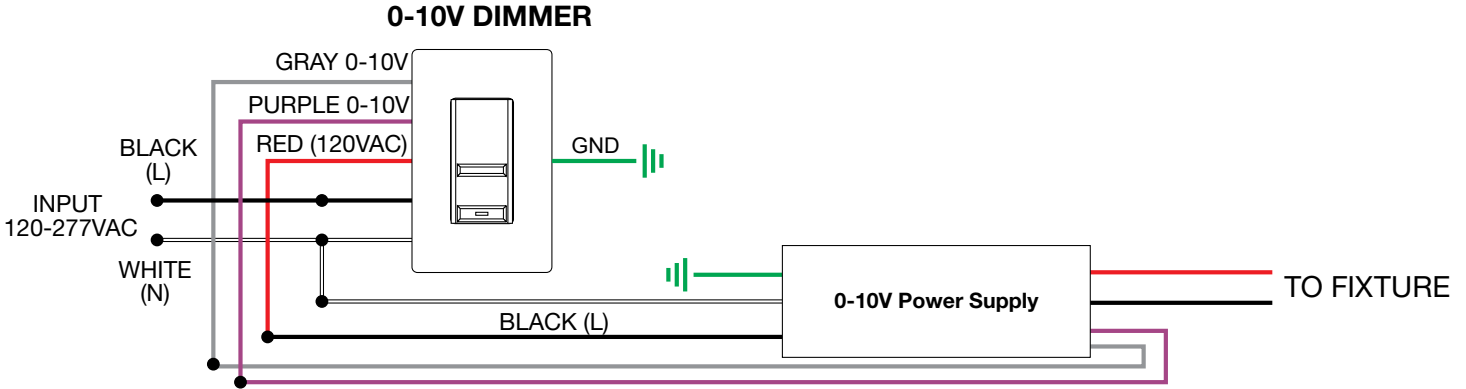 0-10V DIMMER
GRAY 0-10V
PURPLE 0-10V
RED (120VAC)
BLACK
(L)
GND
INPUT
120-277VAC
WHITE
(N)
0-10V Power Supply
TO FIXTURE
BLACK (L)